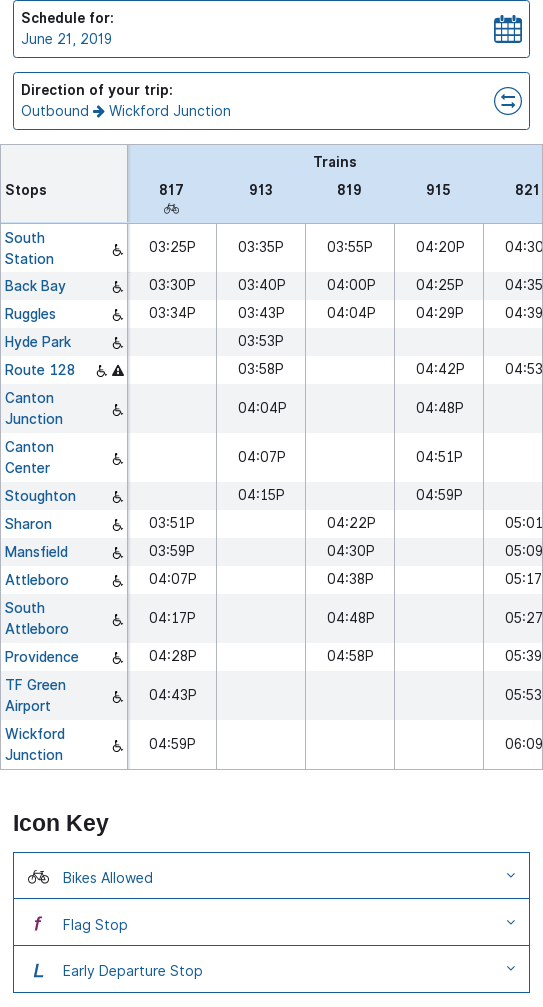 Schedule for:
June 21, 2019
Direction of your trip:
Outbound → Wickford Junction
Trains
Stops 817 913 819 915 821
South Station 03:25P 03:35P 03:55P 04:20P 04:30
Back Bay 03:30P 03:40P 04:00P 04:25P 04:35
Ruggles 03:34P 03:43P 04:04P 04:29P 04:39
Hyde Park 03:53P
Route 128 03:58P 04:42P 04:53
Canton Junction 04:04P 04:48P
Canton Center 04:07P 04:51P
Stoughton 04:15P 04:59P
Sharon 03:51P 04:22P 05:01
Mansfield 03:59P 04:30P 05:09
Attleboro 04:07P 04:38P 05:17
South Attleboro 04:17P 04:48P 05:27
Providence 04:28P 04:58P 05:39
TF Green Airport 04:43P 05:53
Wickford Junction 04:59P 06:09
Icon Key
Bikes Allowed
f Flag Stop
L Early Departure Stop